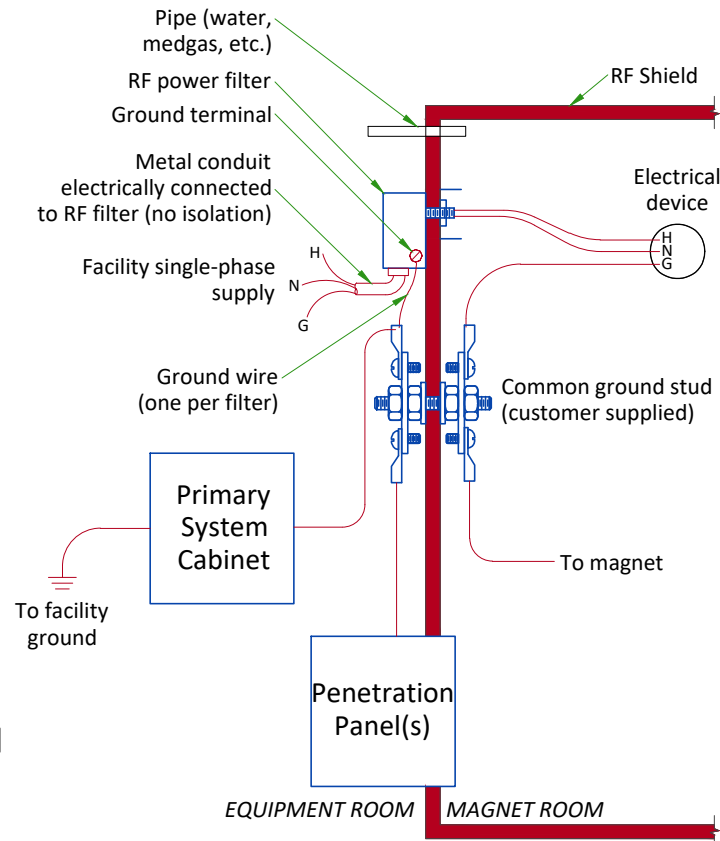 Pipe (water,
medgas, etc.)
RF power filter
RF Shield
Ground terminal
Metal conduit
electrically connected
to RF filter (no isolation)
Electrical
device
H
N
G
H
Facility single-phase
supply
N
G
Ground wire
(one per filter)
Common ground stud
(customer supplied)
Primary
System
Cabinet
To magnet
To facility
ground
Penetration
Panel(s)
EQUIPMENT ROOM
MAGNET ROOM